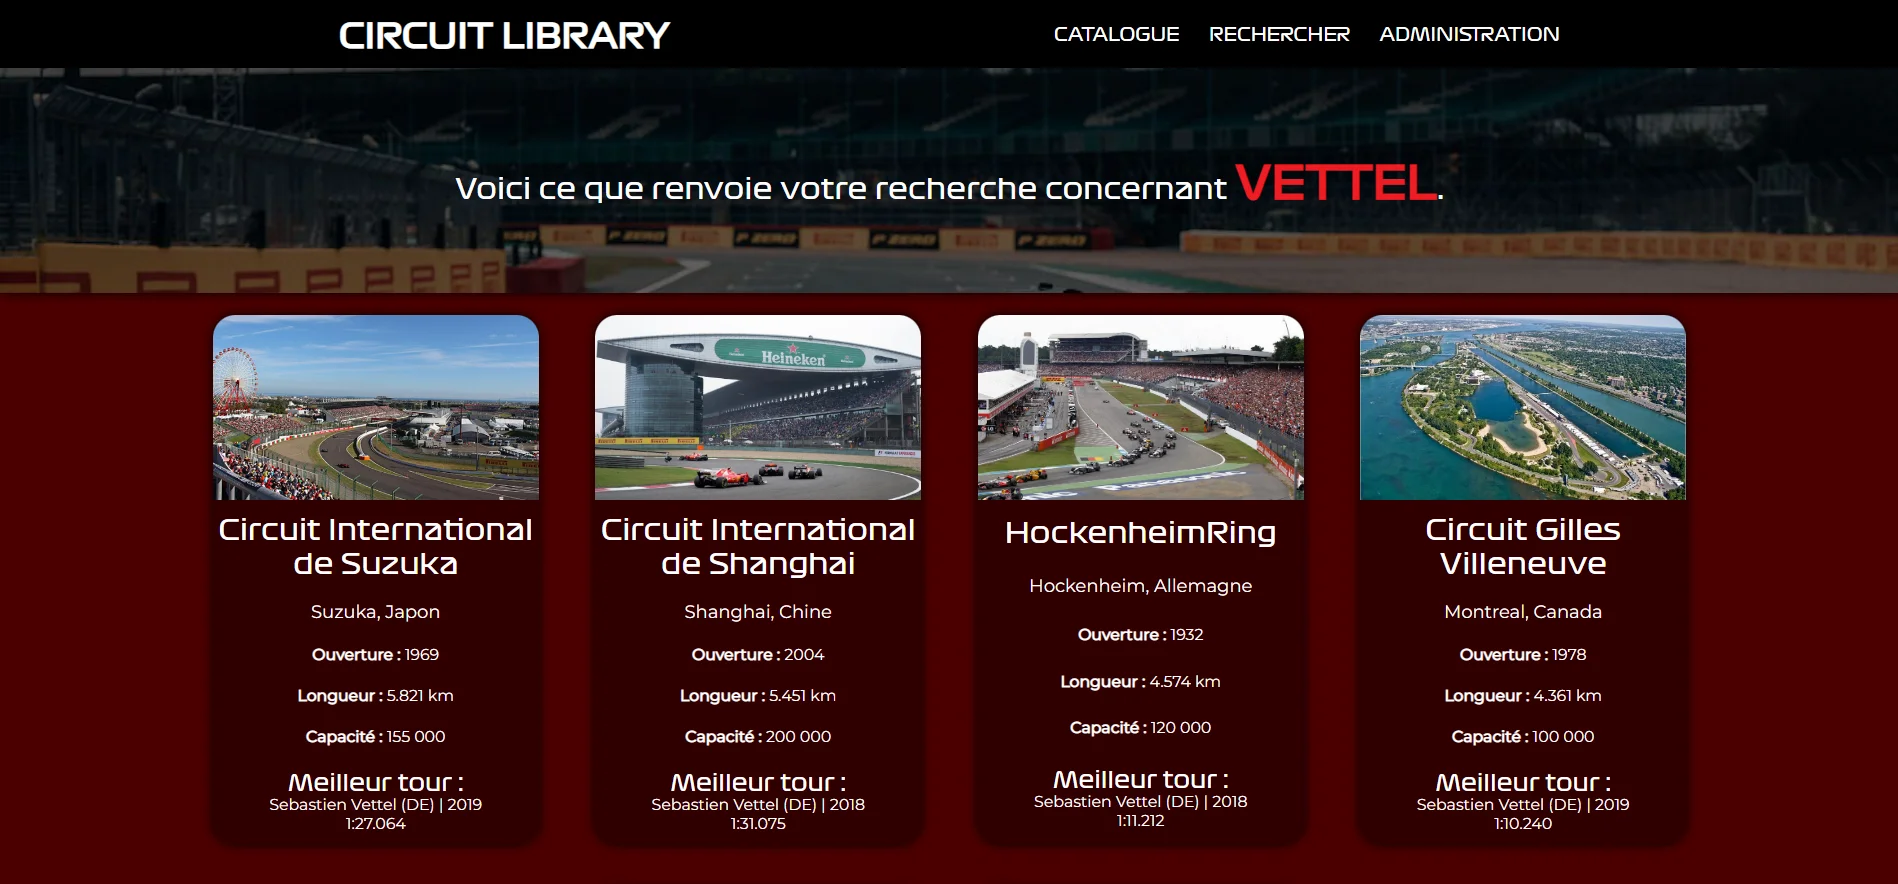 CIRCUIT LIBRARY
CATALOGUE RECHERCHER ADMINISTRATION
Voici ce que renvoie votre recherche concernant VETTEL.
P ZERO P ZERO P ZERO P ZERO
Heineken
Circuit International
de Suzuka
Suzuka, Japon
Ouverture : 1969
Longueur : 5.821 km
Capacité : 155 000
Meilleur tour :
Sebastien Vettel (DE) | 2019
1:27.064
Circuit International
de Shanghai
Shanghai, Chine
Ouverture : 2004
Longueur : 5.451 km
Capacité : 200 000
Meilleur tour :
Sebastien Vettel (DE) | 2018
1:31.075
HockenheimRing
Hockenheim, Allemagne
Ouverture : 1932
Longueur : 4.574 km
Capacité : 120 000
Meilleur tour :
Sebastien Vettel (DE) | 2018
1:11.212
Circuit Gilles
Villeneuve
Montreal, Canada
Ouverture : 1978
Longueur : 4.361 km
Capacité : 100 000
Meilleur tour :
Sebastien Vettel (DE) | 2019
1:10.240